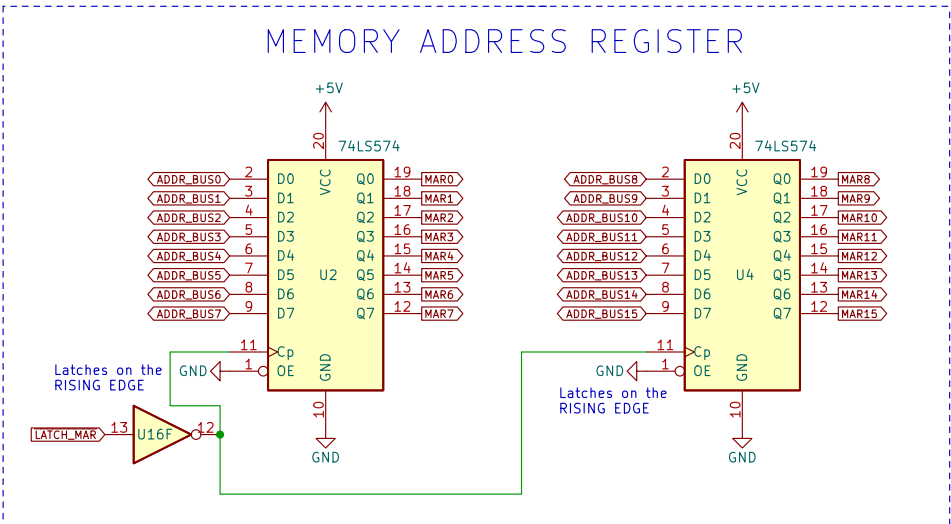 MEMORY ADDRESS REGISTER
+5V
20
74LS574
VCC
ADDR_BUS0 2 D0 Q0 19 MAR0
ADDR_BUS1 3 D1 Q1 18 MAR1
ADDR_BUS2 4 D2 Q2 17 MAR2
ADDR_BUS3 5 D3 Q3 16 MAR3
ADDR_BUS4 6 D4 Q4 15 MAR4
ADDR_BUS5 7 D5 U2 Q5 14 MAR5
ADDR_BUS6 8 D6 Q6 13 MAR6
ADDR_BUS7 9 D7 Q7 12 MAR7
11 Cp
GND 1 OE
GND
10
GND
Latches on the
RISING EDGE
LATCH_MAR 13 U16F 12
+5V
20
74LS574
VCC
ADDR_BUS8 2 D0 Q0 19 MAR8
ADDR_BUS9 3 D1 Q1 18 MAR9
ADDR_BUS10 4 D2 Q2 17 MAR10
ADDR_BUS11 5 D3 Q3 16 MAR11
ADDR_BUS12 6 D4 Q4 15 MAR12
ADDR_BUS13 7 D5 U4 Q5 14 MAR13
ADDR_BUS14 8 D6 Q6 13 MAR14
ADDR_BUS15 9 D7 Q7 12 MAR15
11 Cp
GND 1 OE
GND
10
GND
Latches on the
RISING EDGE